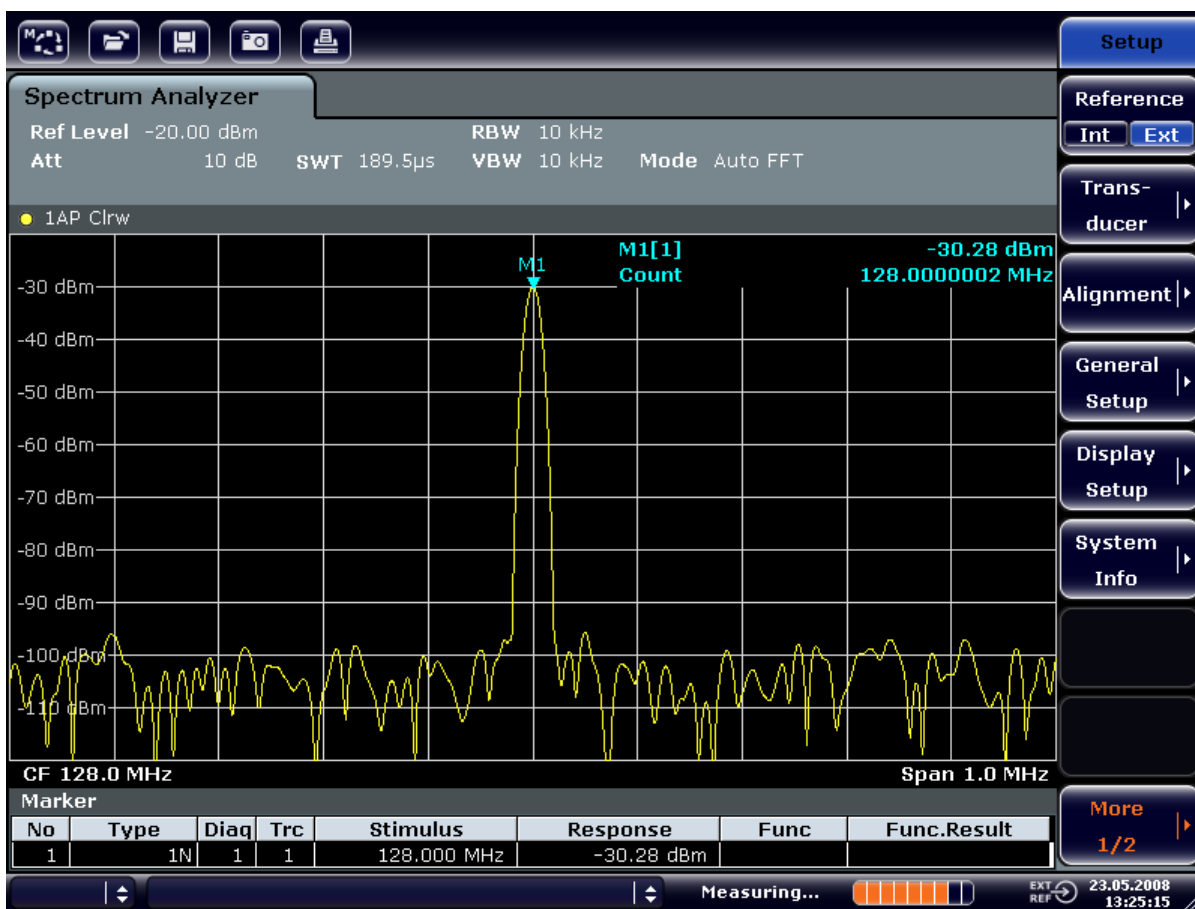 M
Setup
Spectrum Analyzer
Ref Level -20.00 dBm RBW 10 kHz
Att 10 dB SWT 189.5µs VBW 10 kHz Mode Auto FFT
1AP Clrw
M1[1] -30.28 dBm
Count 128.0000002 MHz
M1
-30 dBm
-40 dBm
-50 dBm
-60 dBm
-70 dBm
-80 dBm
-90 dBm
-100 dBm
-110 dBm
CF 128.0 MHz Span 1.0 MHz
Marker
No Type Diaq Trc Stimulus Response Func Func.Result
1 1N 1 1 128.000 MHz -30.28 dBm
Measuring...
EXT REF
23.05.2008
13:25:15
Reference
Int Ext
Trans-
ducer
Alignment
General
Setup
Display
Setup
System
Info
More
1/2